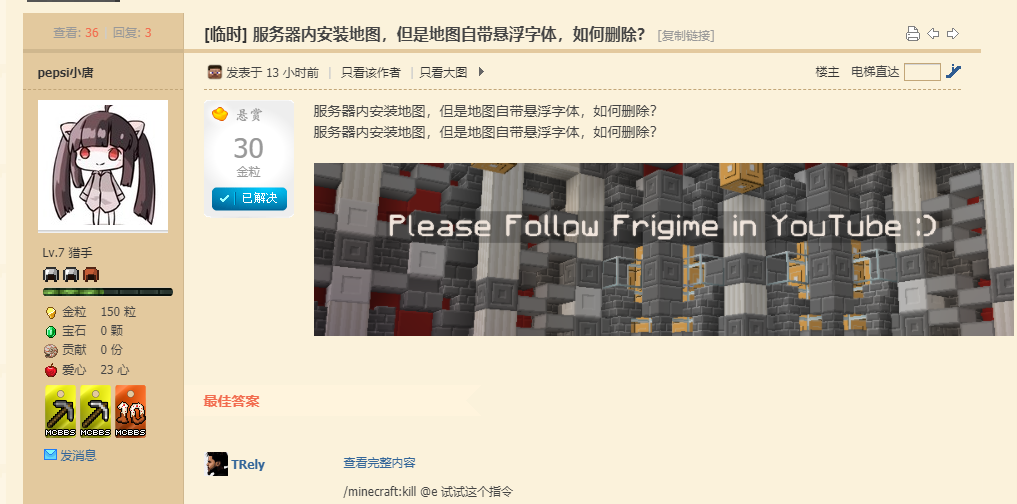 查看: 36 回复: 3
[临时] 服务器内安装地图，但是地图自带悬浮字体，如何删除？ [复制链接]
pepsi小唐
发表于 13 小时前 | 只看该作者 | 只看大图
楼主 电梯直达
悬赏
30
金粒
已解决
服务器内安装地图，但是地图自带悬浮字体，如何删除？
服务器内安装地图，但是地图自带悬浮字体，如何删除？
Please Follow Frigime in YouTube :)
Lv.7 猎手
金粒 150 粒
宝石 0 颗
贡献 0 份
爱心 23 心
MCBBS MCBBS 10 MCBBS
发消息
最佳答案
TRely
查看完整内容
/minecraft:kill @e 试试这个指令